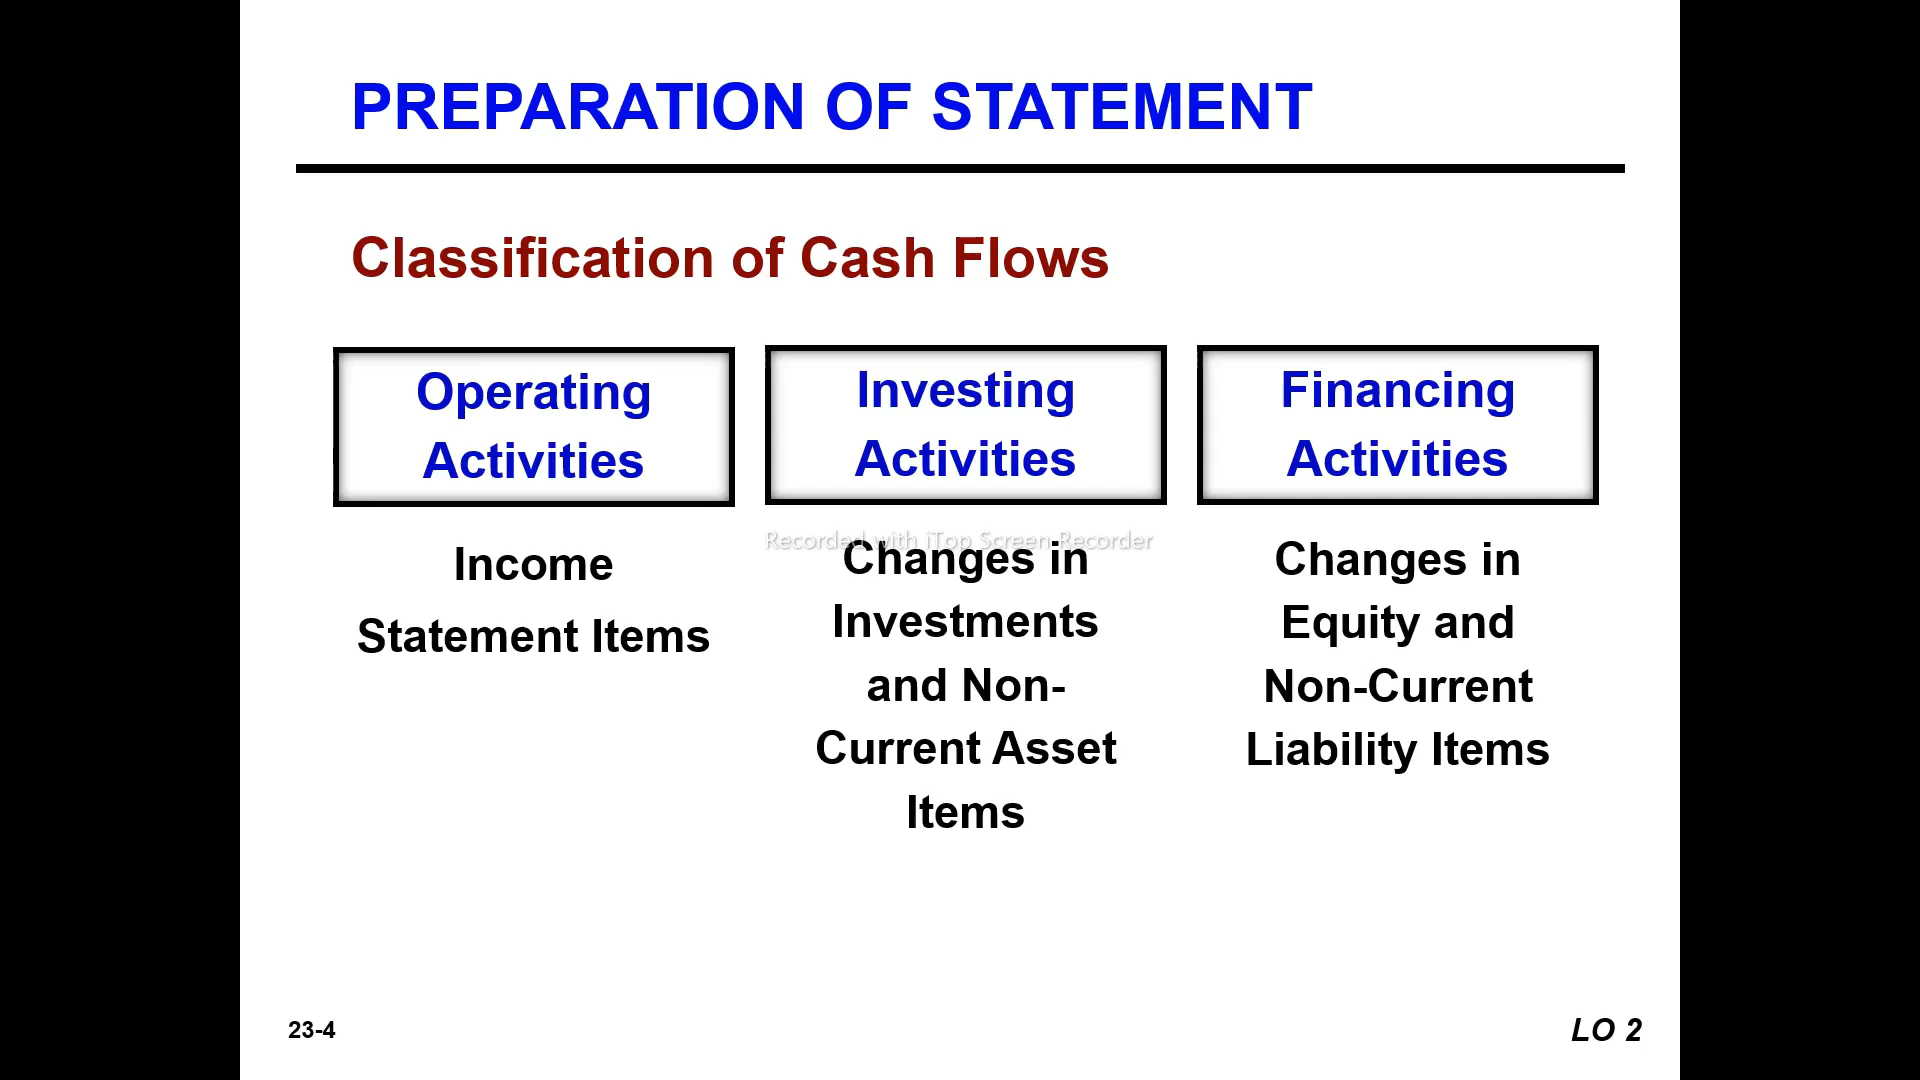 PREPARATION OF STATEMENT
Classification of Cash Flows
Operating
Activities
Income
Statement Items
Investing
Activities
Recorded with iTop Screen Recorder
Changes in
Investments
and Non-
Current Asset
Items
Financing
Activities
Changes in
Equity and
Non-Current
Liability Items
23-4
LO 2